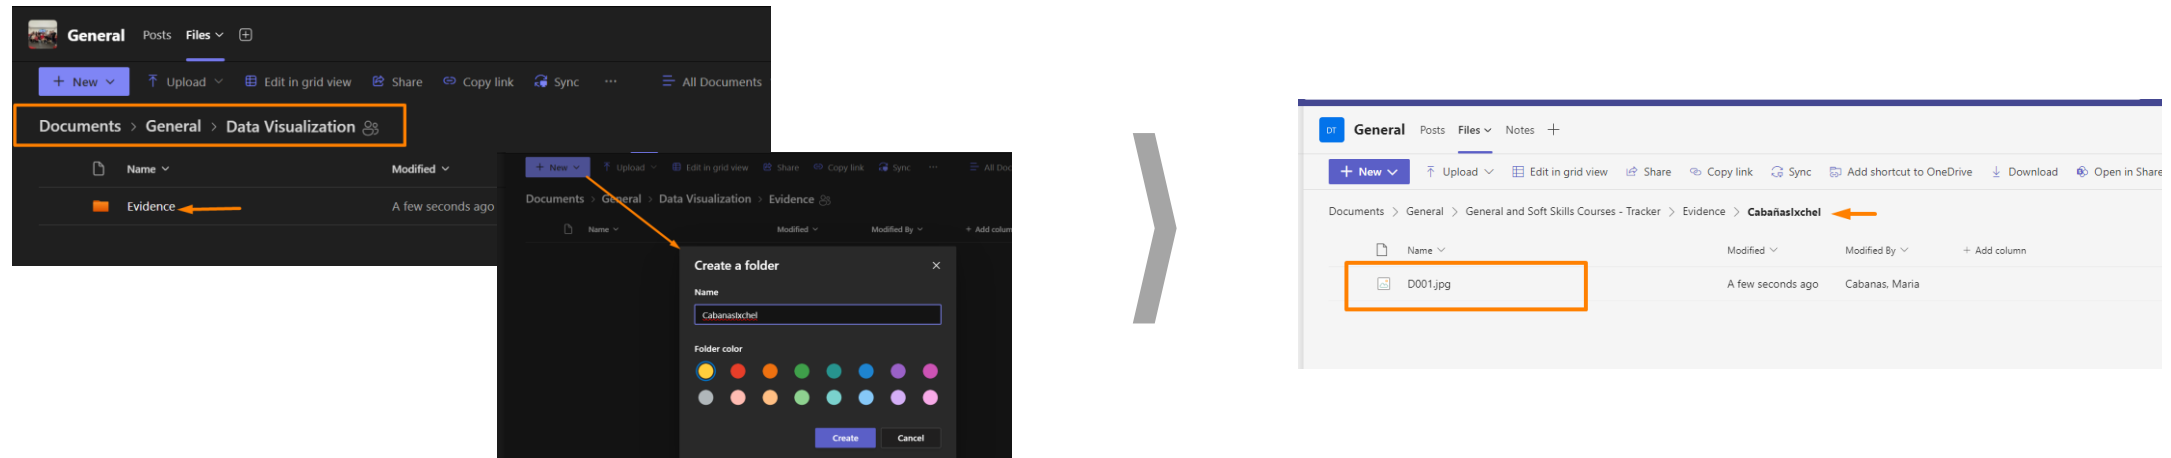 General Posts Files
New Upload Edit in grid view Share Copy link Sync ... All Documents
Documents > General > Data Visualization
Name Modified
Evidence A few seconds ago
New Upload Edit in grid view Share Copy link Sync ... All Doc
Documents > General > Data Visualization > Evidence
Name Modified Modified By + Add colum
Create a folder
Name
CabanasIxchel
Folder color
Create Cancel
DT General Posts Files Notes
New Upload Edit in grid view Share Copy link Sync Add shortcut to OneDrive Download Open in Share
Documents > General > General and Soft Skills Courses - Tracker > Evidence > CabañasIxchel
Name Modified Modified By + Add column
D001.jpg A few seconds ago Cabanas, Maria